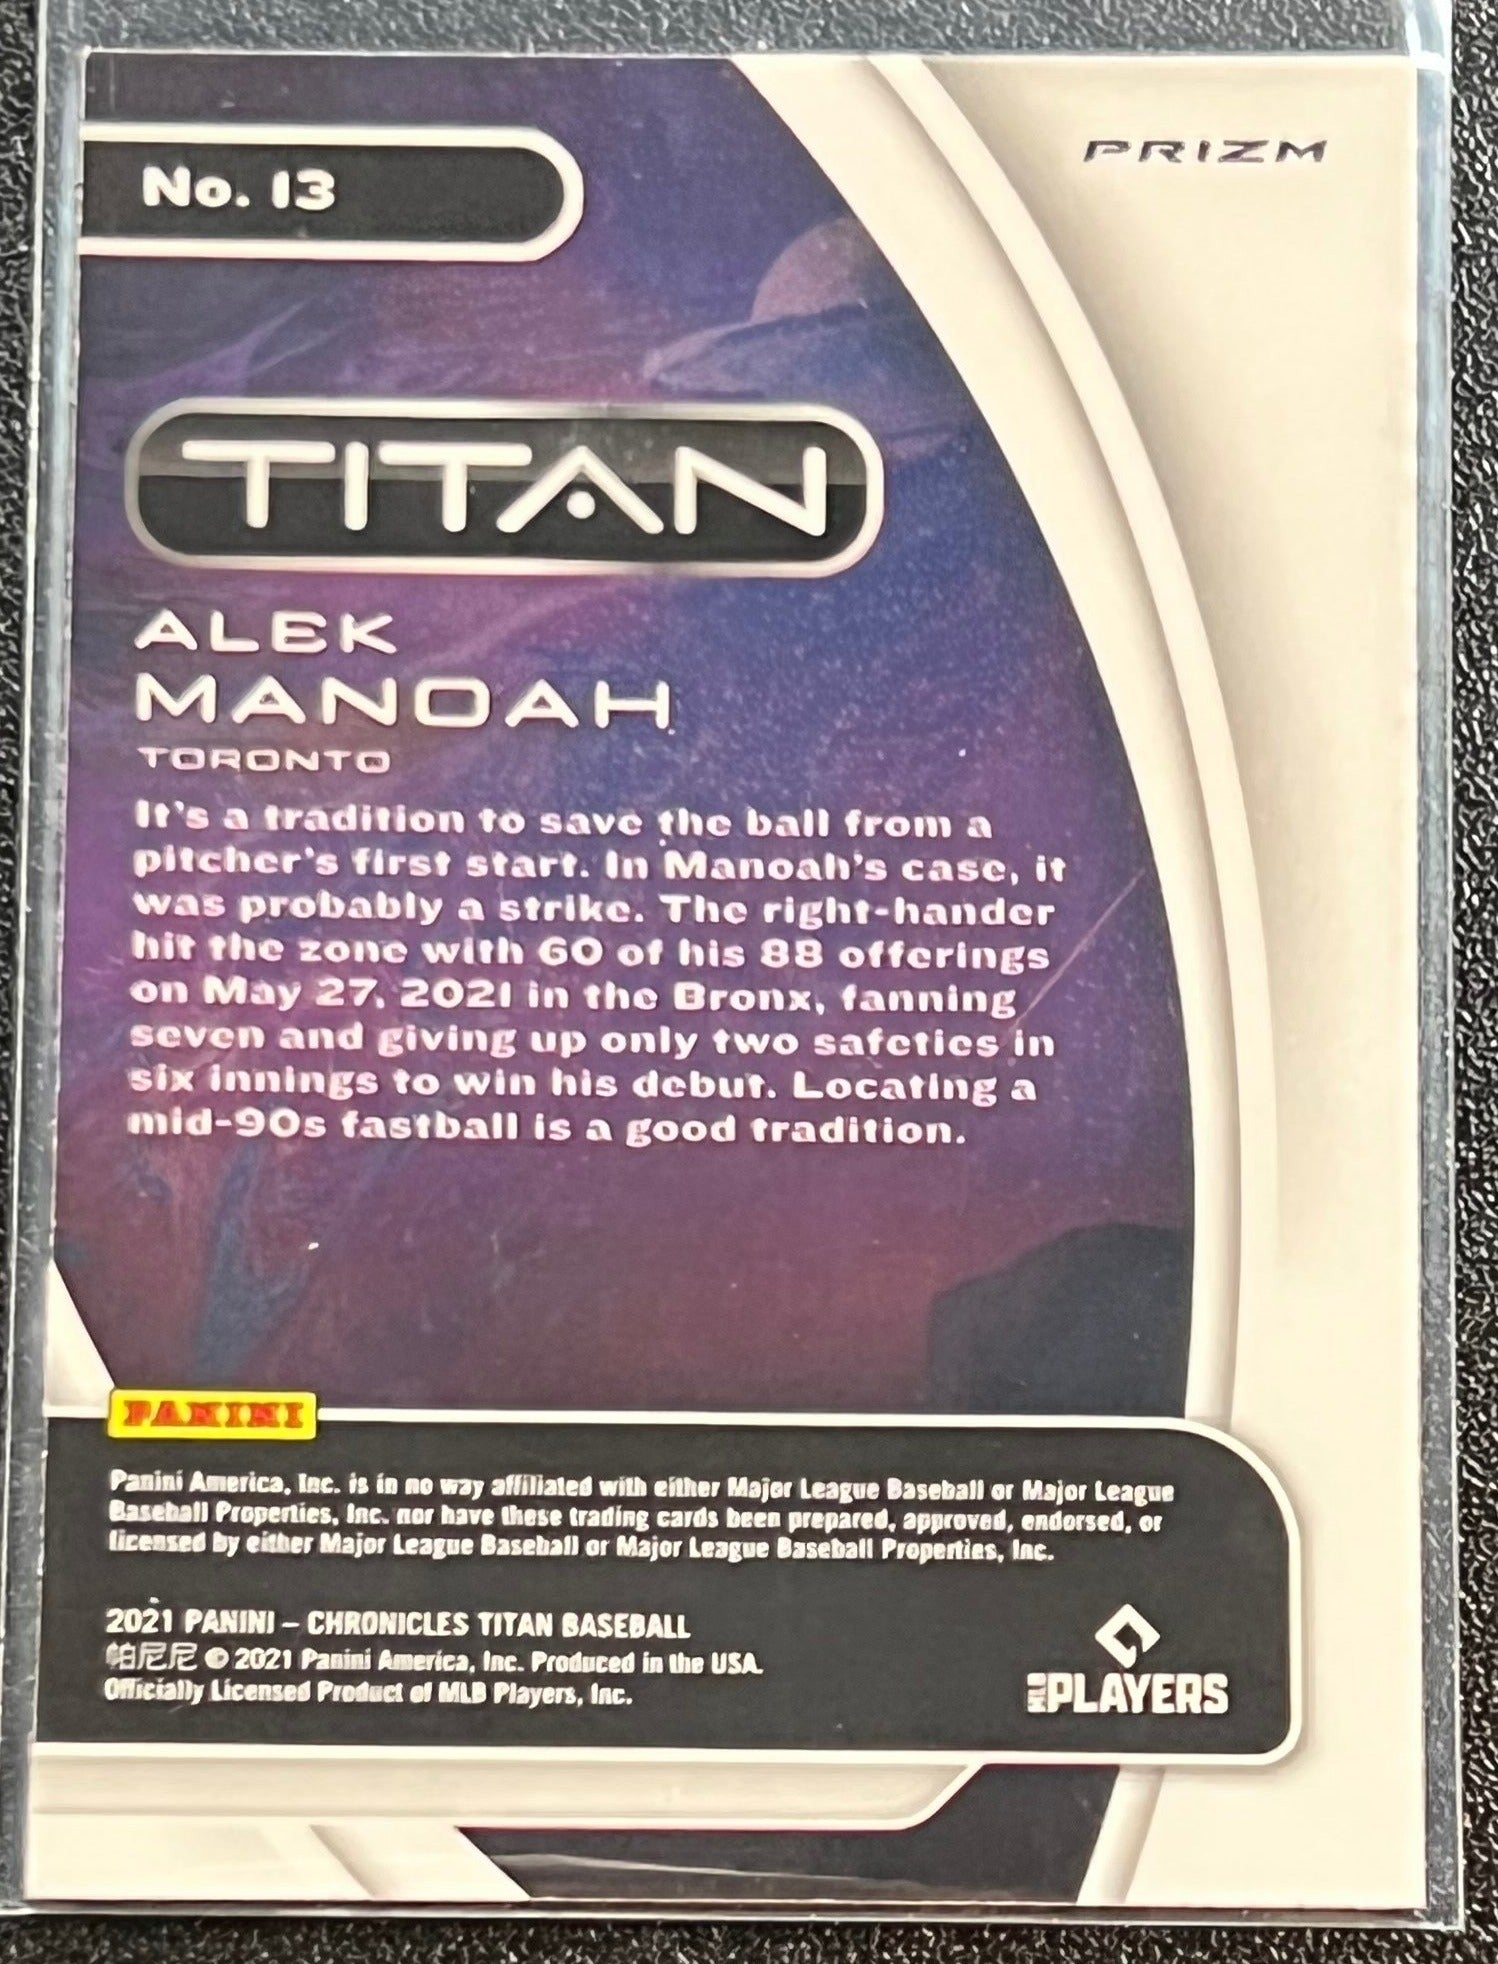 PRIZM
No. 13
TITAN
ALEK
MANOAH
TORONTO
It's a tradition to save the ball from a
pitcher's first start. In Manoah's case, it
was probably a strike. The right-hander
hit the zone with 60 of his 88 offerings
on May 27, 2021 in the Bronx, fanning
seven and giving up only two safeties in
six innings to win his debut. Locating a
mid-90s fastball is a good tradition.
PANINI
Panini America, Inc. is in no way affiliated with either Major League Baseball or Major League
Baseball Properties, Inc. nor have these trading cards been prepared, approved, endorsed, or
licensed by either Major League Baseball or Major League Baseball Properties, Inc.
2021 PANINI – CHRONICLES TITAN BASEBALL
帕尼尼 © 2021 Panini America, Inc. Produced in the USA.
Officially Licensed Product of MLB Players, Inc.
MLB PLAYERS